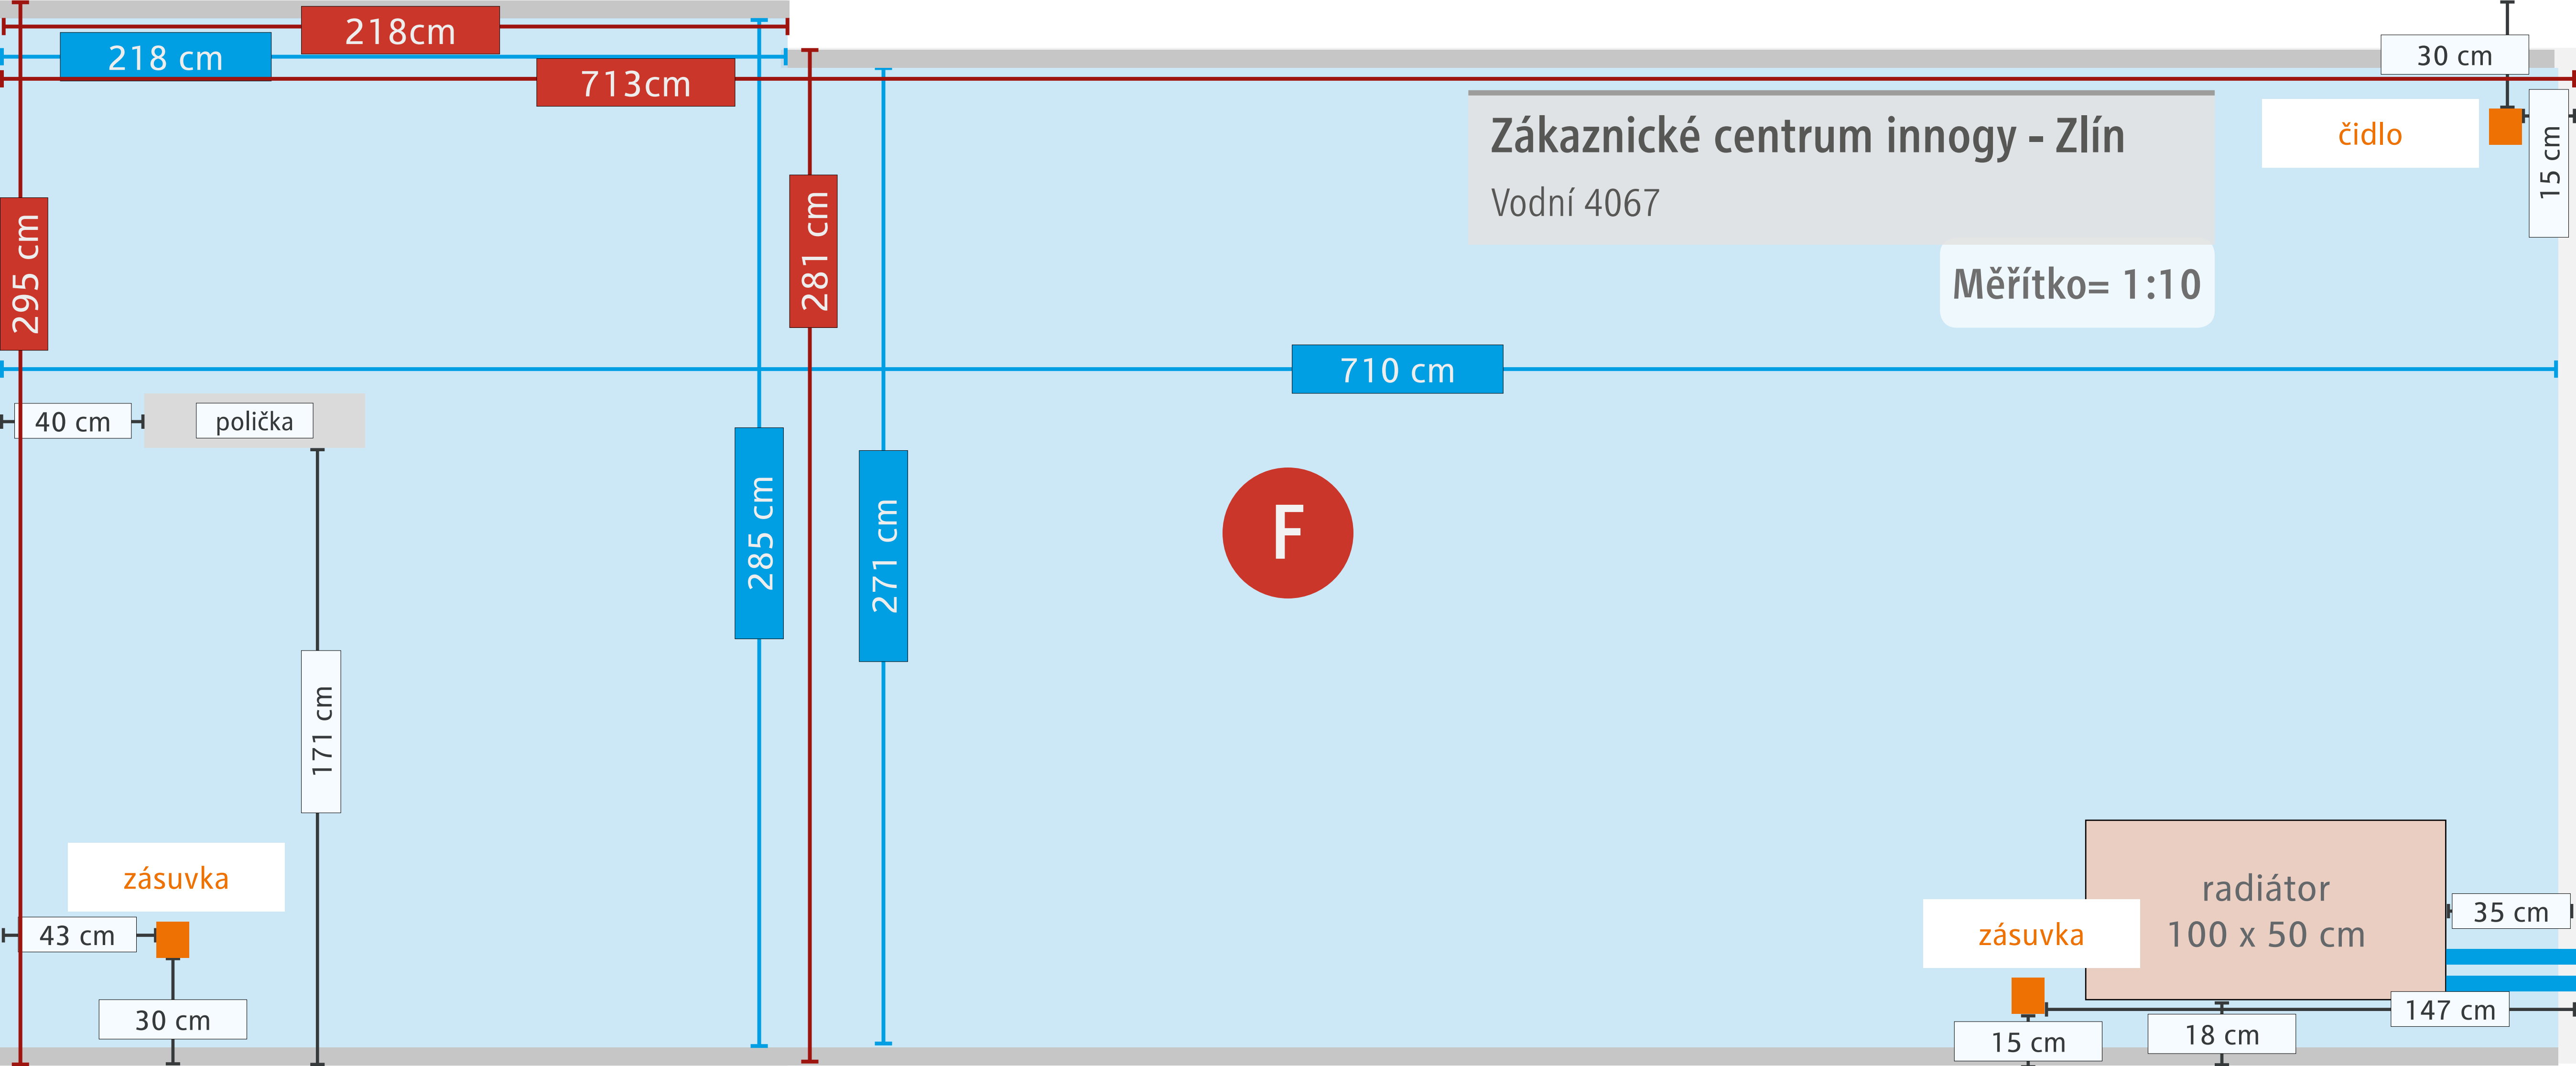 218cm
218 cm
713cm
30 cm
Zákaznické centrum innogy - Zlín
Vodní 4067
čidlo
15 cm
295 cm
281 cm
Měřítko= 1:10
710 cm
40 cm
polička
285 cm
271 cm
F
171 cm
zásuvka
43 cm
30 cm
radiátor
100 x 50 cm
zásuvka
35 cm
147 cm
15 cm
18 cm